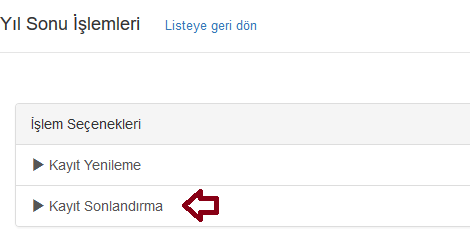 Yıl Sonu İşlemleri Listeye geri dön
İşlem Seçenekleri
Kayıt Yenileme
Kayıt Sonlandırma